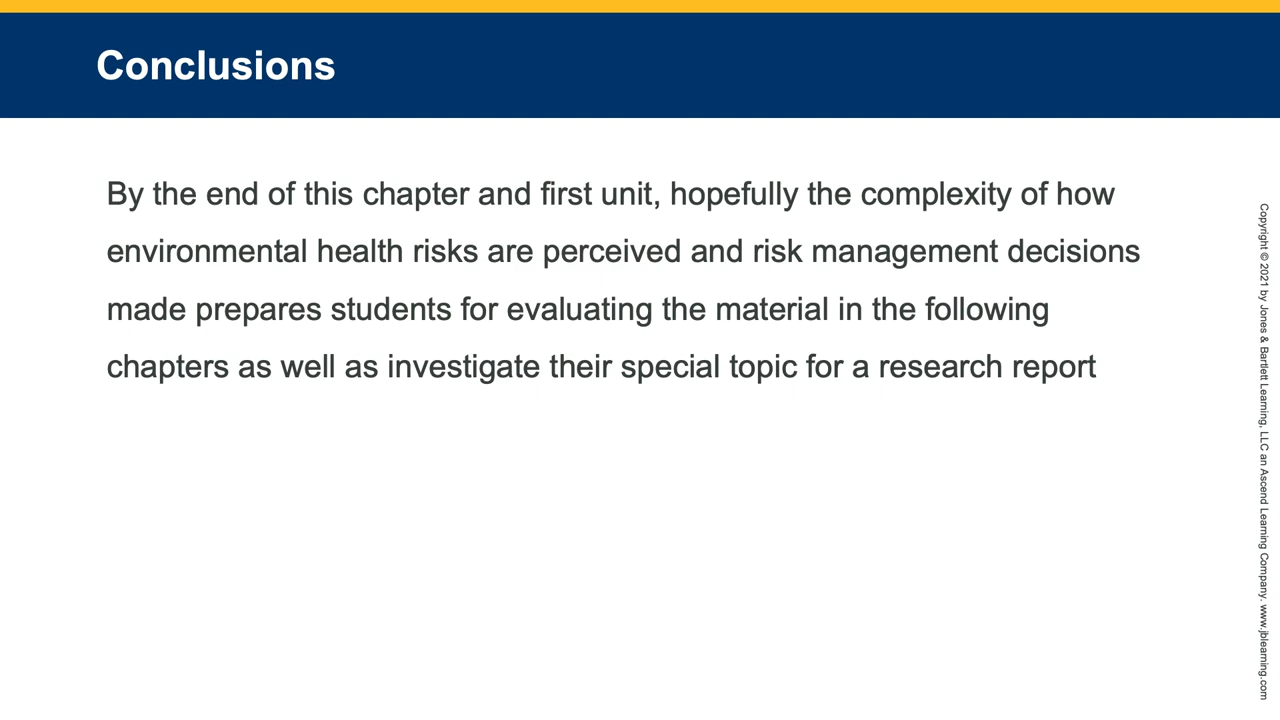 Conclusions
By the end of this chapter and first unit, hopefully the complexity of how
environmental health risks are perceived and risk management decisions
made prepares students for evaluating the material in the following
chapters as well as investigate their special topic for a research report
Copyright © 2021 by Jones & Bartlett Learning, LLC an Ascend Learning Company. www.jblearning.com